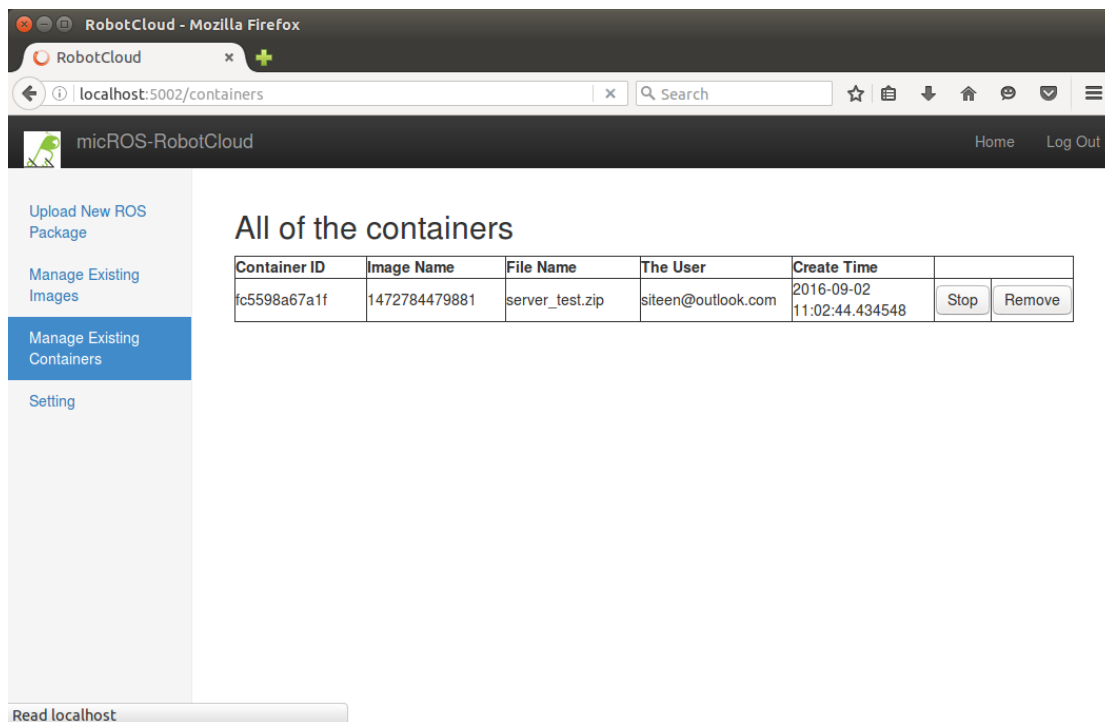 RobotCloud - Mozilla Firefox
RobotCloud
localhost:5002/containers
Search
micROS-RobotCloud
Home Log Out
Upload New ROS
Package
Manage Existing
Images
Manage Existing
Containers
Setting
All of the containers
Container ID Image Name File Name The User Create Time
fc5598a67a1f 1472784479881 server_test.zip siteen@outlook.com 2016-09-02
11:02:44.434548 Stop Remove
Read localhost